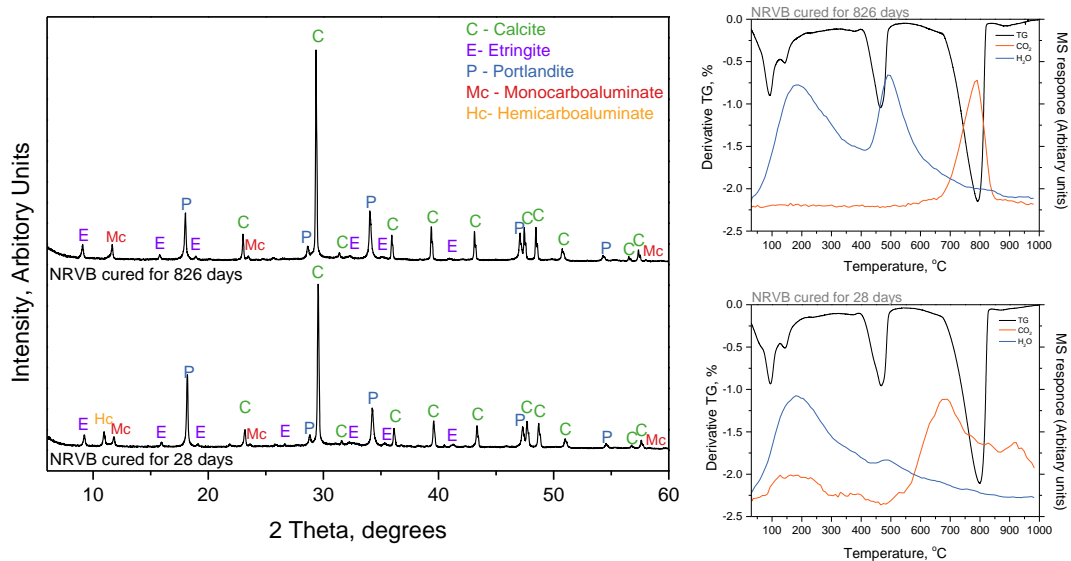 C - Calcite
E- Etringite
P - Portlandite
Mc - Monocarboaluminate
Hc- Hemicarboaluminate
C
E
Mc
E
P
E
C
Mc
P
C
E
P
E
C
C
C
P
C
C
C
P
C
C
Mc
NRVB cured for 826 days
C
E
Hc
Mc
E
P
E
C
Mc
E
P
C
E
P
E
C
C
E
C
P
C
C
C
P
C
C
Mc
NRVB cured for 28 days
Intensity, Arbitory Units
10 20 30 40 50 60
2 Theta, degrees
NRVB cured for 826 days
TG
CO2
H2O
0.0
-0.5
-1.0
-1.5
-2.0
-2.5
Derivative TG, %
MS responce (Arbitary units)
100 200 300 400 500 600 700 800 900 1000
Temperature, °C
NRVB cured for 28 days
TG
CO2
H2O
0.0
-0.5
-1.0
-1.5
-2.0
-2.5
Derivative TG, %
MS responce (Arbitary units)
100 200 300 400 500 600 700 800 900 1000
Temperature, °C